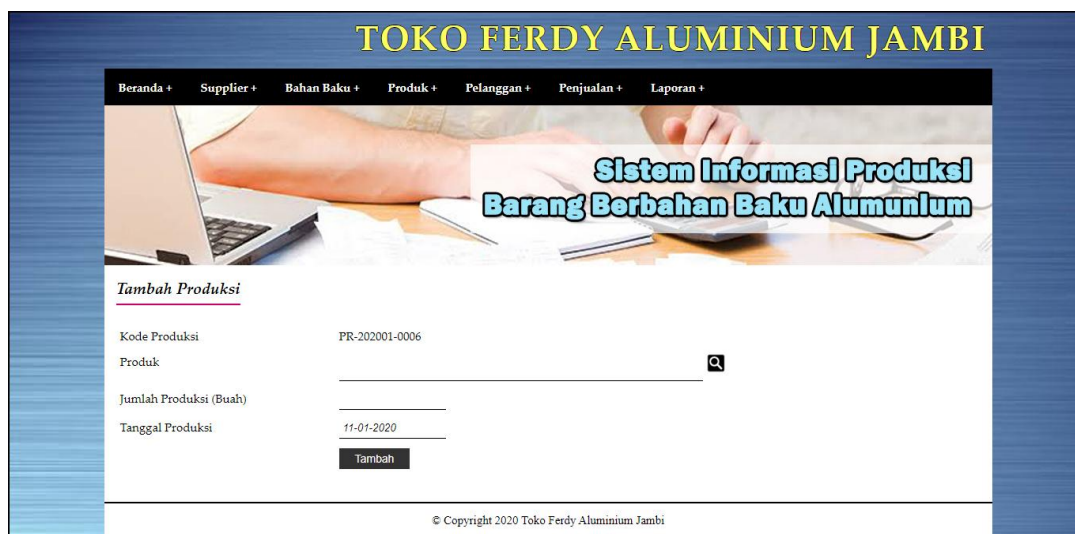 TOKO FERDY ALUMINIUM JAMBI
Beranda + Supplier + Bahan Baku + Produk + Pelanggan + Penjualan + Laporan +
Sistem Informasi Produksi
Barang Berbahan Baku Alumunium
Tambah Produksi
Kode Produksi PR-202001-0006
Produk
Jumlah Produksi (Buah)
Tanggal Produksi 11-01-2020
Tambah
© Copyright 2020 Toko Ferdy Aluminium Jambi